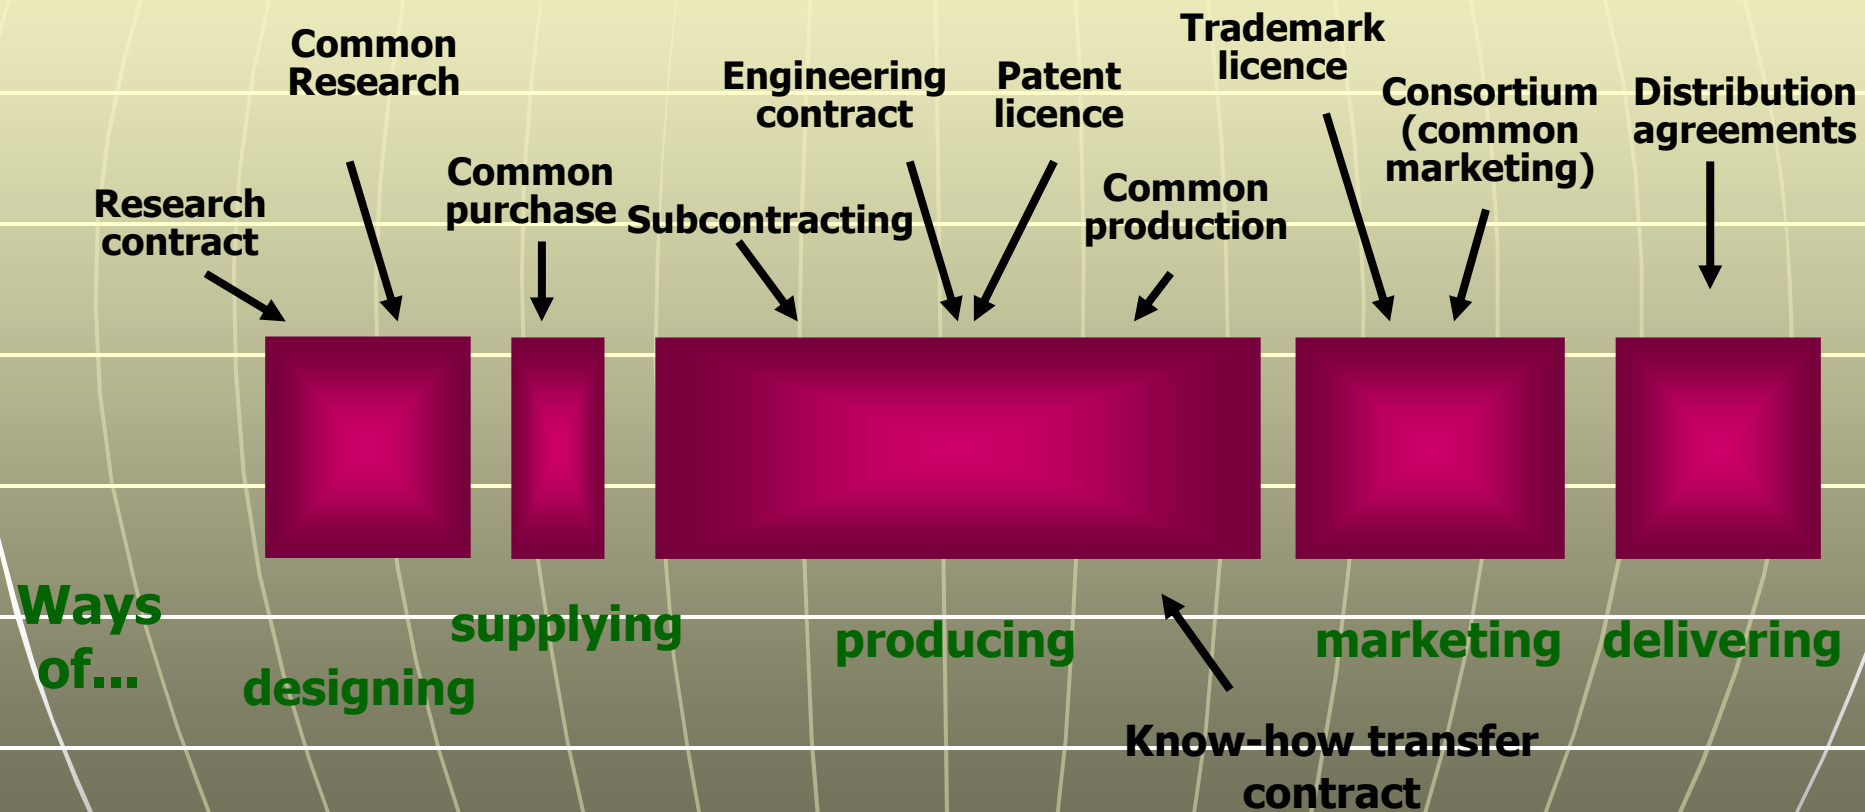 Common
Research
Research
contract
Common
purchase
Subcontracting
Engineering
contract
Patent
licence
Common
production
Trademark
licence
Consortium
(common
marketing)
Distribution
agreements
Ways
of...
designing
supplying
producing
marketing
delivering
Know-how transfer
contract